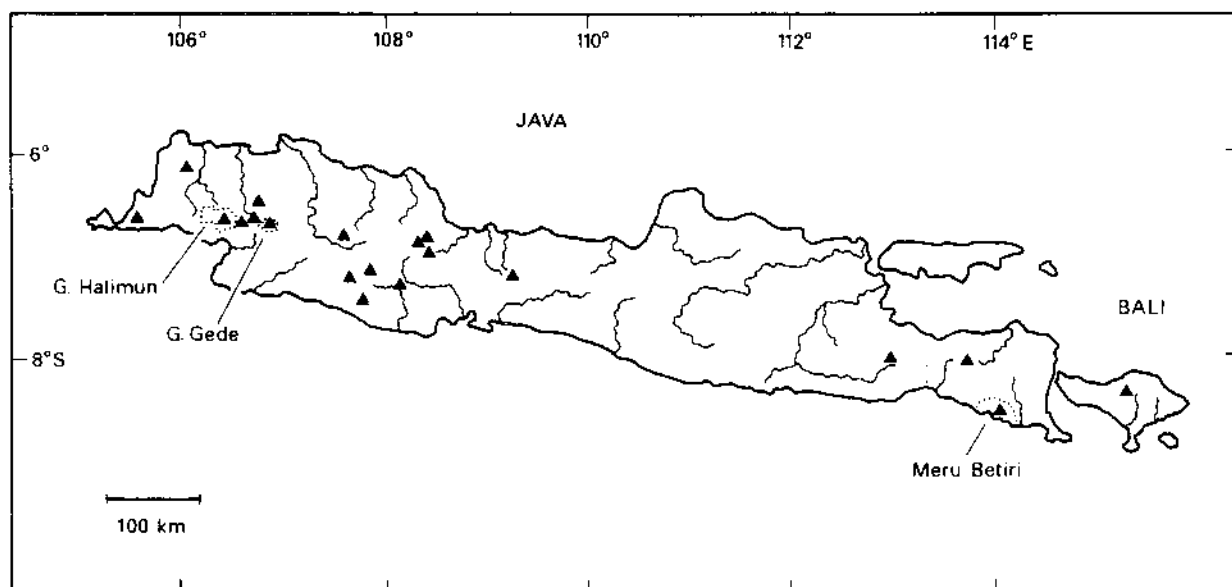 106° 108° 110° 112° 114° E
JAVA
6°
G. Halimun
BALI
G. Gede
8° S
Meru Betiri
100 km